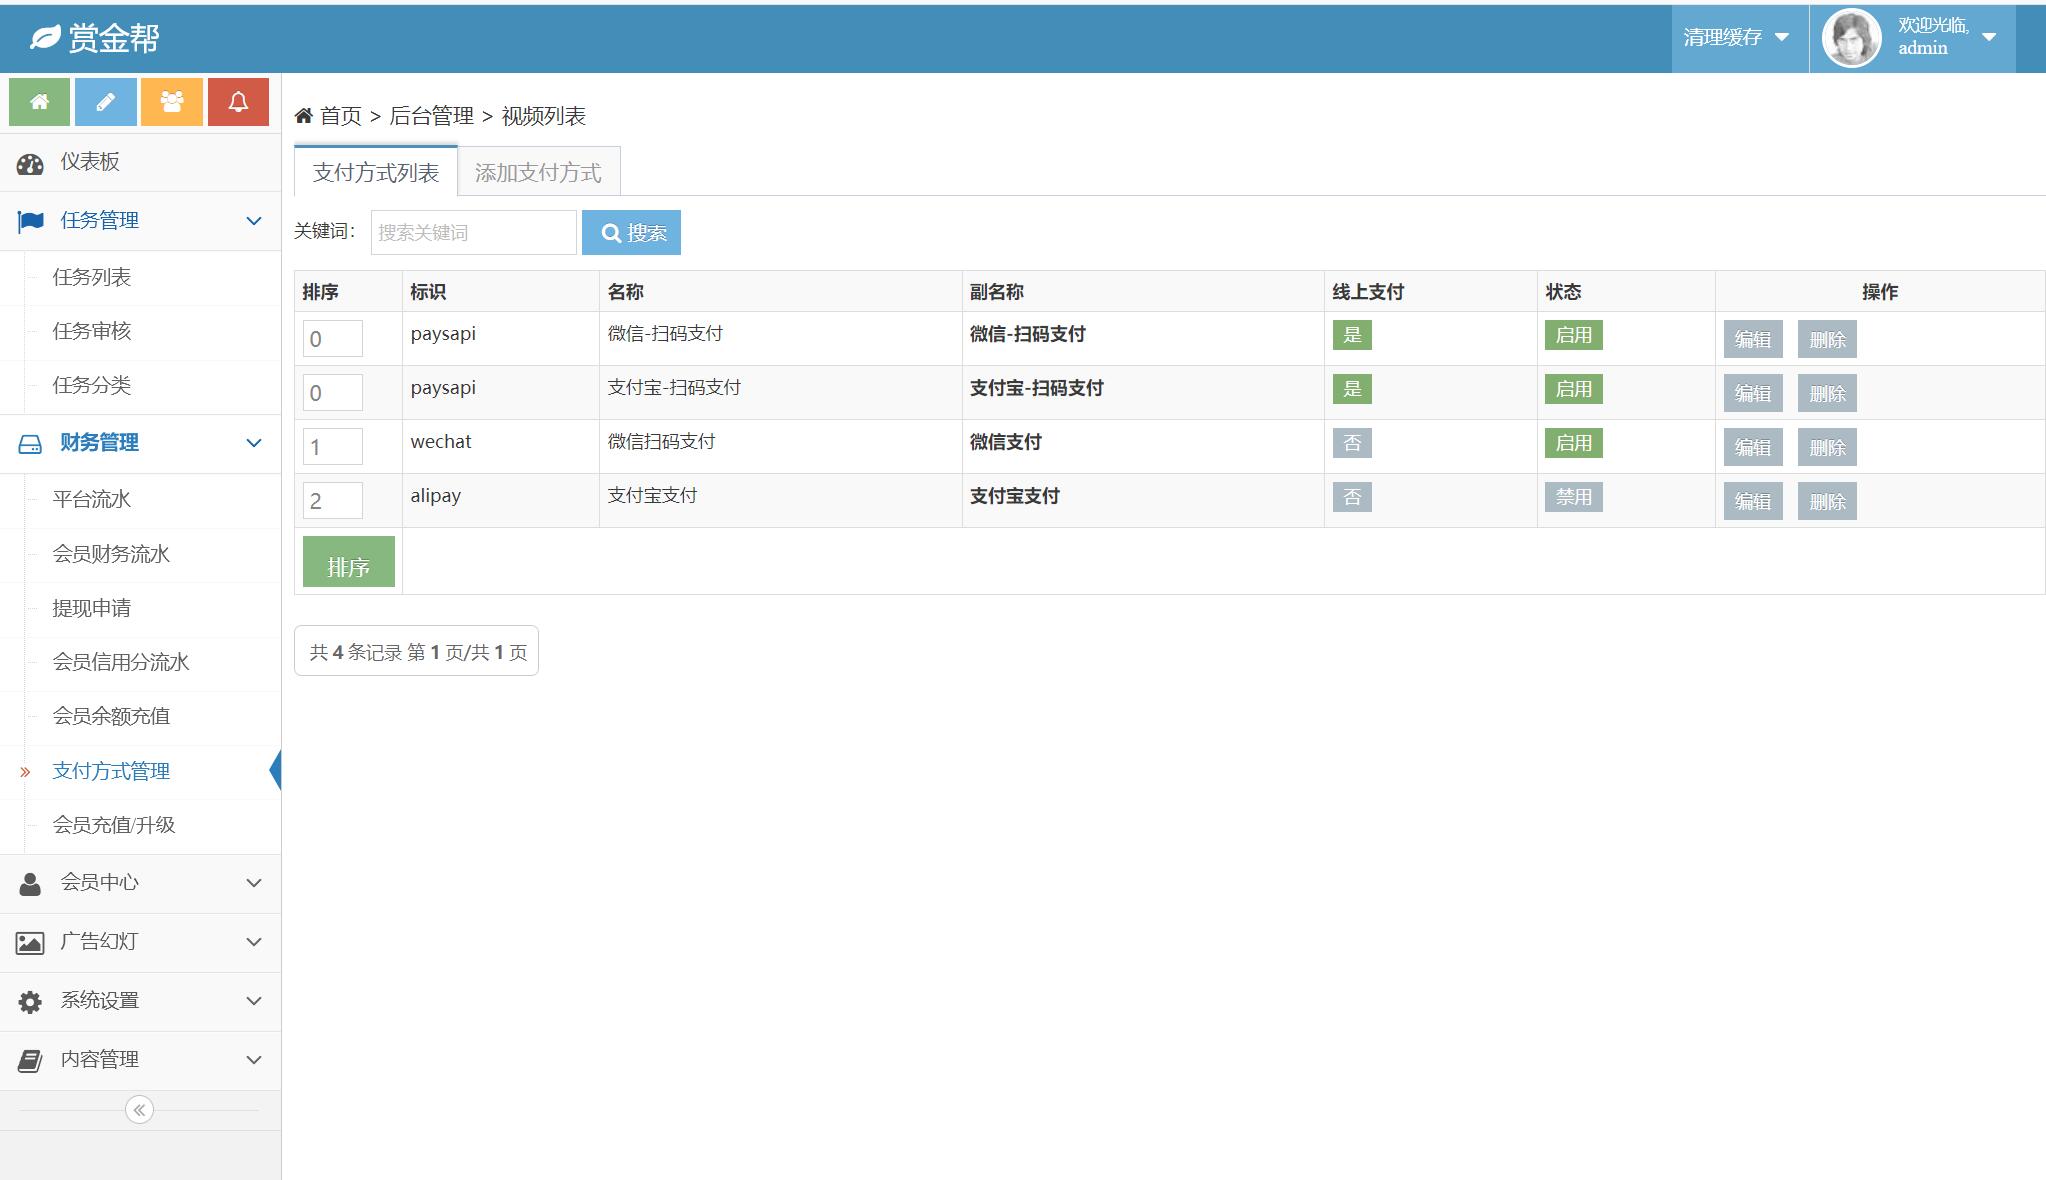 赏金帮
清理缓存
欢迎光临,
admin
首页 > 后台管理 > 视频列表
仪表板
任务管理
任务列表
任务审核
任务分类
财务管理
平台流水
会员财务流水
提现申请
会员信用分流水
会员余额充值
支付方式管理
会员充值/升级
会员中心
广告幻灯
系统设置
内容管理
支付方式列表 添加支付方式
关键词: 搜索关键词 搜索
排序 标识 名称 副名称 线上支付 状态 操作
0 paysapi 微信-扫码支付 微信-扫码支付 是 启用 编辑 删除
0 paysapi 支付宝-扫码支付 支付宝-扫码支付 是 启用 编辑 删除
1 wechat 微信扫码支付 微信支付 否 启用 编辑 删除
2 alipay 支付宝支付 支付宝支付 否 禁用 编辑 删除
排序
共 4 条记录 第 1 页/共 1 页